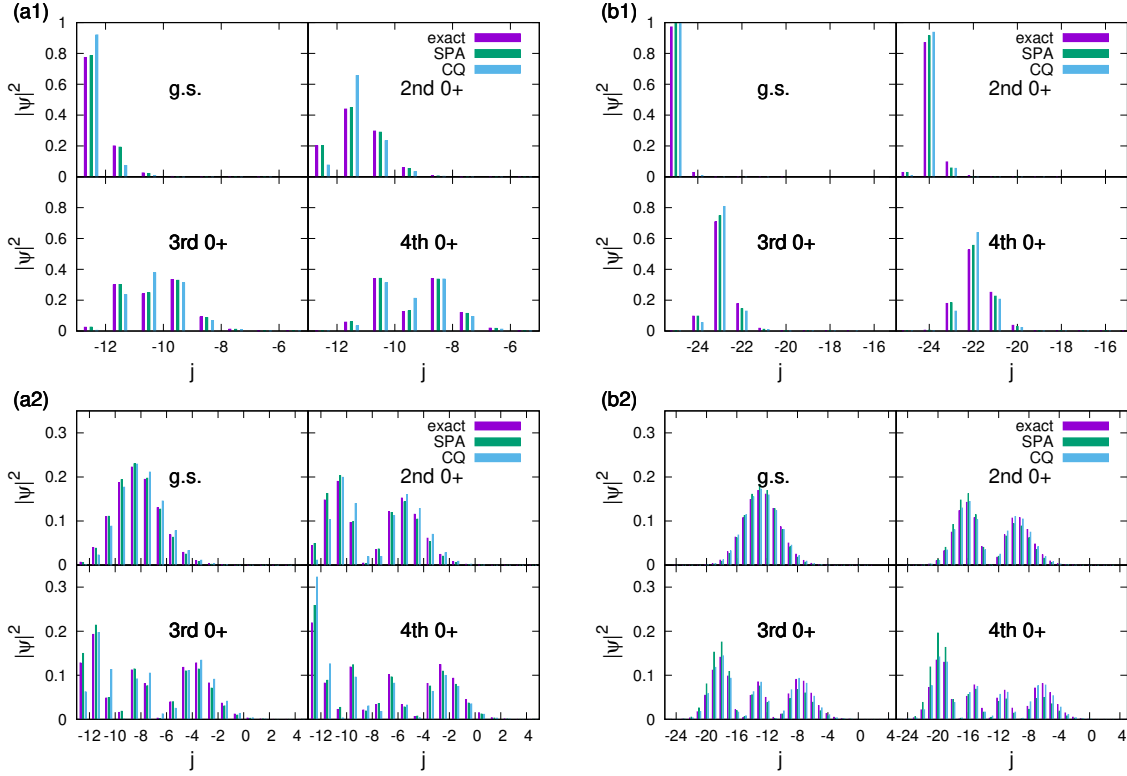 (a1)
1
0.8
0.6
0.4
0.2
0
|ψ|²
g.s.
exact
SPA
CQ
2nd 0+
0.8
0.6
0.4
0.2
0
|ψ|²
3rd 0+
4th 0+
-12 -10 -8 -6
-12 -10 -8 -6
j
j
(b1)
1
0.8
0.6
0.4
0.2
0
|ψ|²
g.s.
exact
SPA
CQ
2nd 0+
0.8
0.6
0.4
0.2
0
|ψ|²
3rd 0+
4th 0+
-24 -22 -20 -18 -16
-24 -22 -20 -18 -16
j
j
(a2)
0.3
0.2
0.1
0
|ψ|²
g.s.
exact
SPA
CQ
2nd 0+
0.3
0.2
0.1
0
|ψ|²
3rd 0+
4th 0+
-12 -10 -8 -6 -4 -2 0 2 4
-12 -10 -8 -6 -4 -2 0 2 4
j
j
(b2)
0.3
0.2
0.1
0
|ψ|²
g.s.
exact
SPA
CQ
2nd 0+
0.3
0.2
0.1
0
|ψ|²
3rd 0+
4th 0+
-24 -20 -16 -12 -8 -4 0 4
-24 -20 -16 -12 -8 -4 0 4
j
j